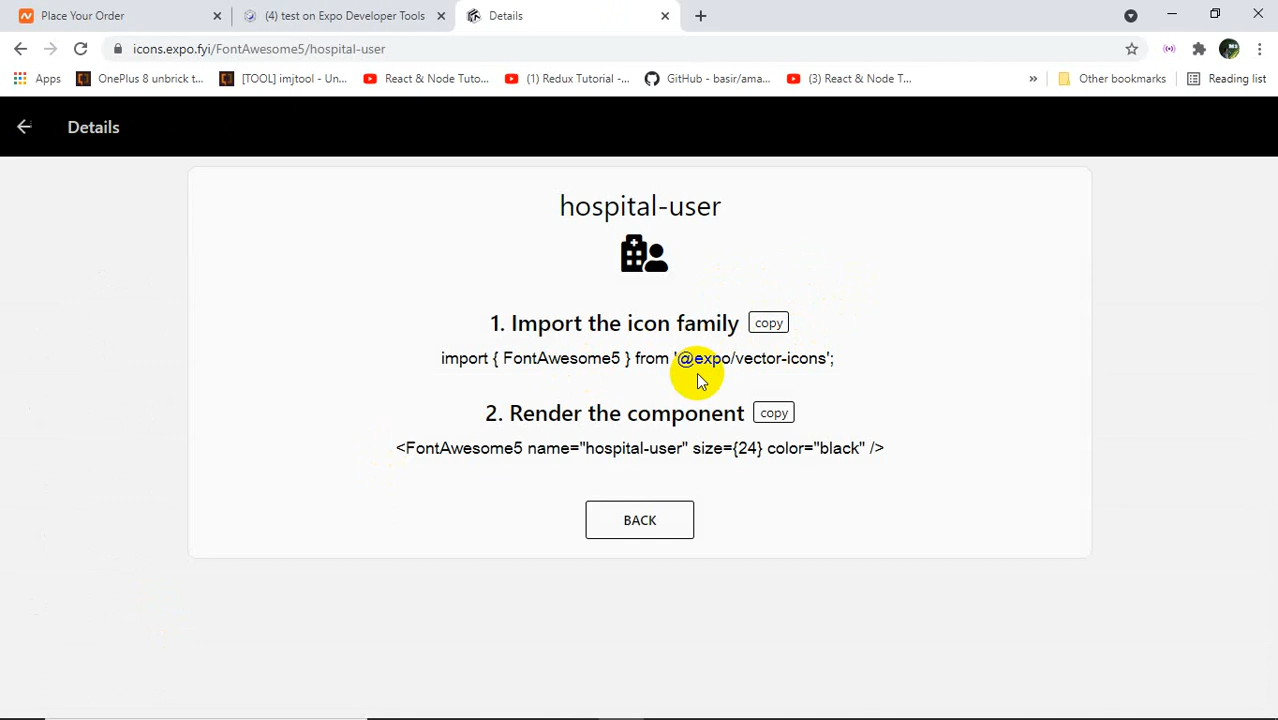 Place Your Order
(4) test on Expo Developer Tools
Details
icons.expo.fyi/FontAwesome5/hospital-user
Apps
OnePlus 8 unbrick t...
[TOOL] imjtool - Un...
React & Node Tuto...
(1) Redux Tutorial -...
GitHub - basir/ama...
(3) React & Node T...
»
Other bookmarks
Reading list
Details
hospital-user
1. Import the icon family copy
import { FontAwesome5 } from '@expo/vector-icons';
2. Render the component copy
<FontAwesome5 name="hospital-user" size={24} color="black" />
BACK